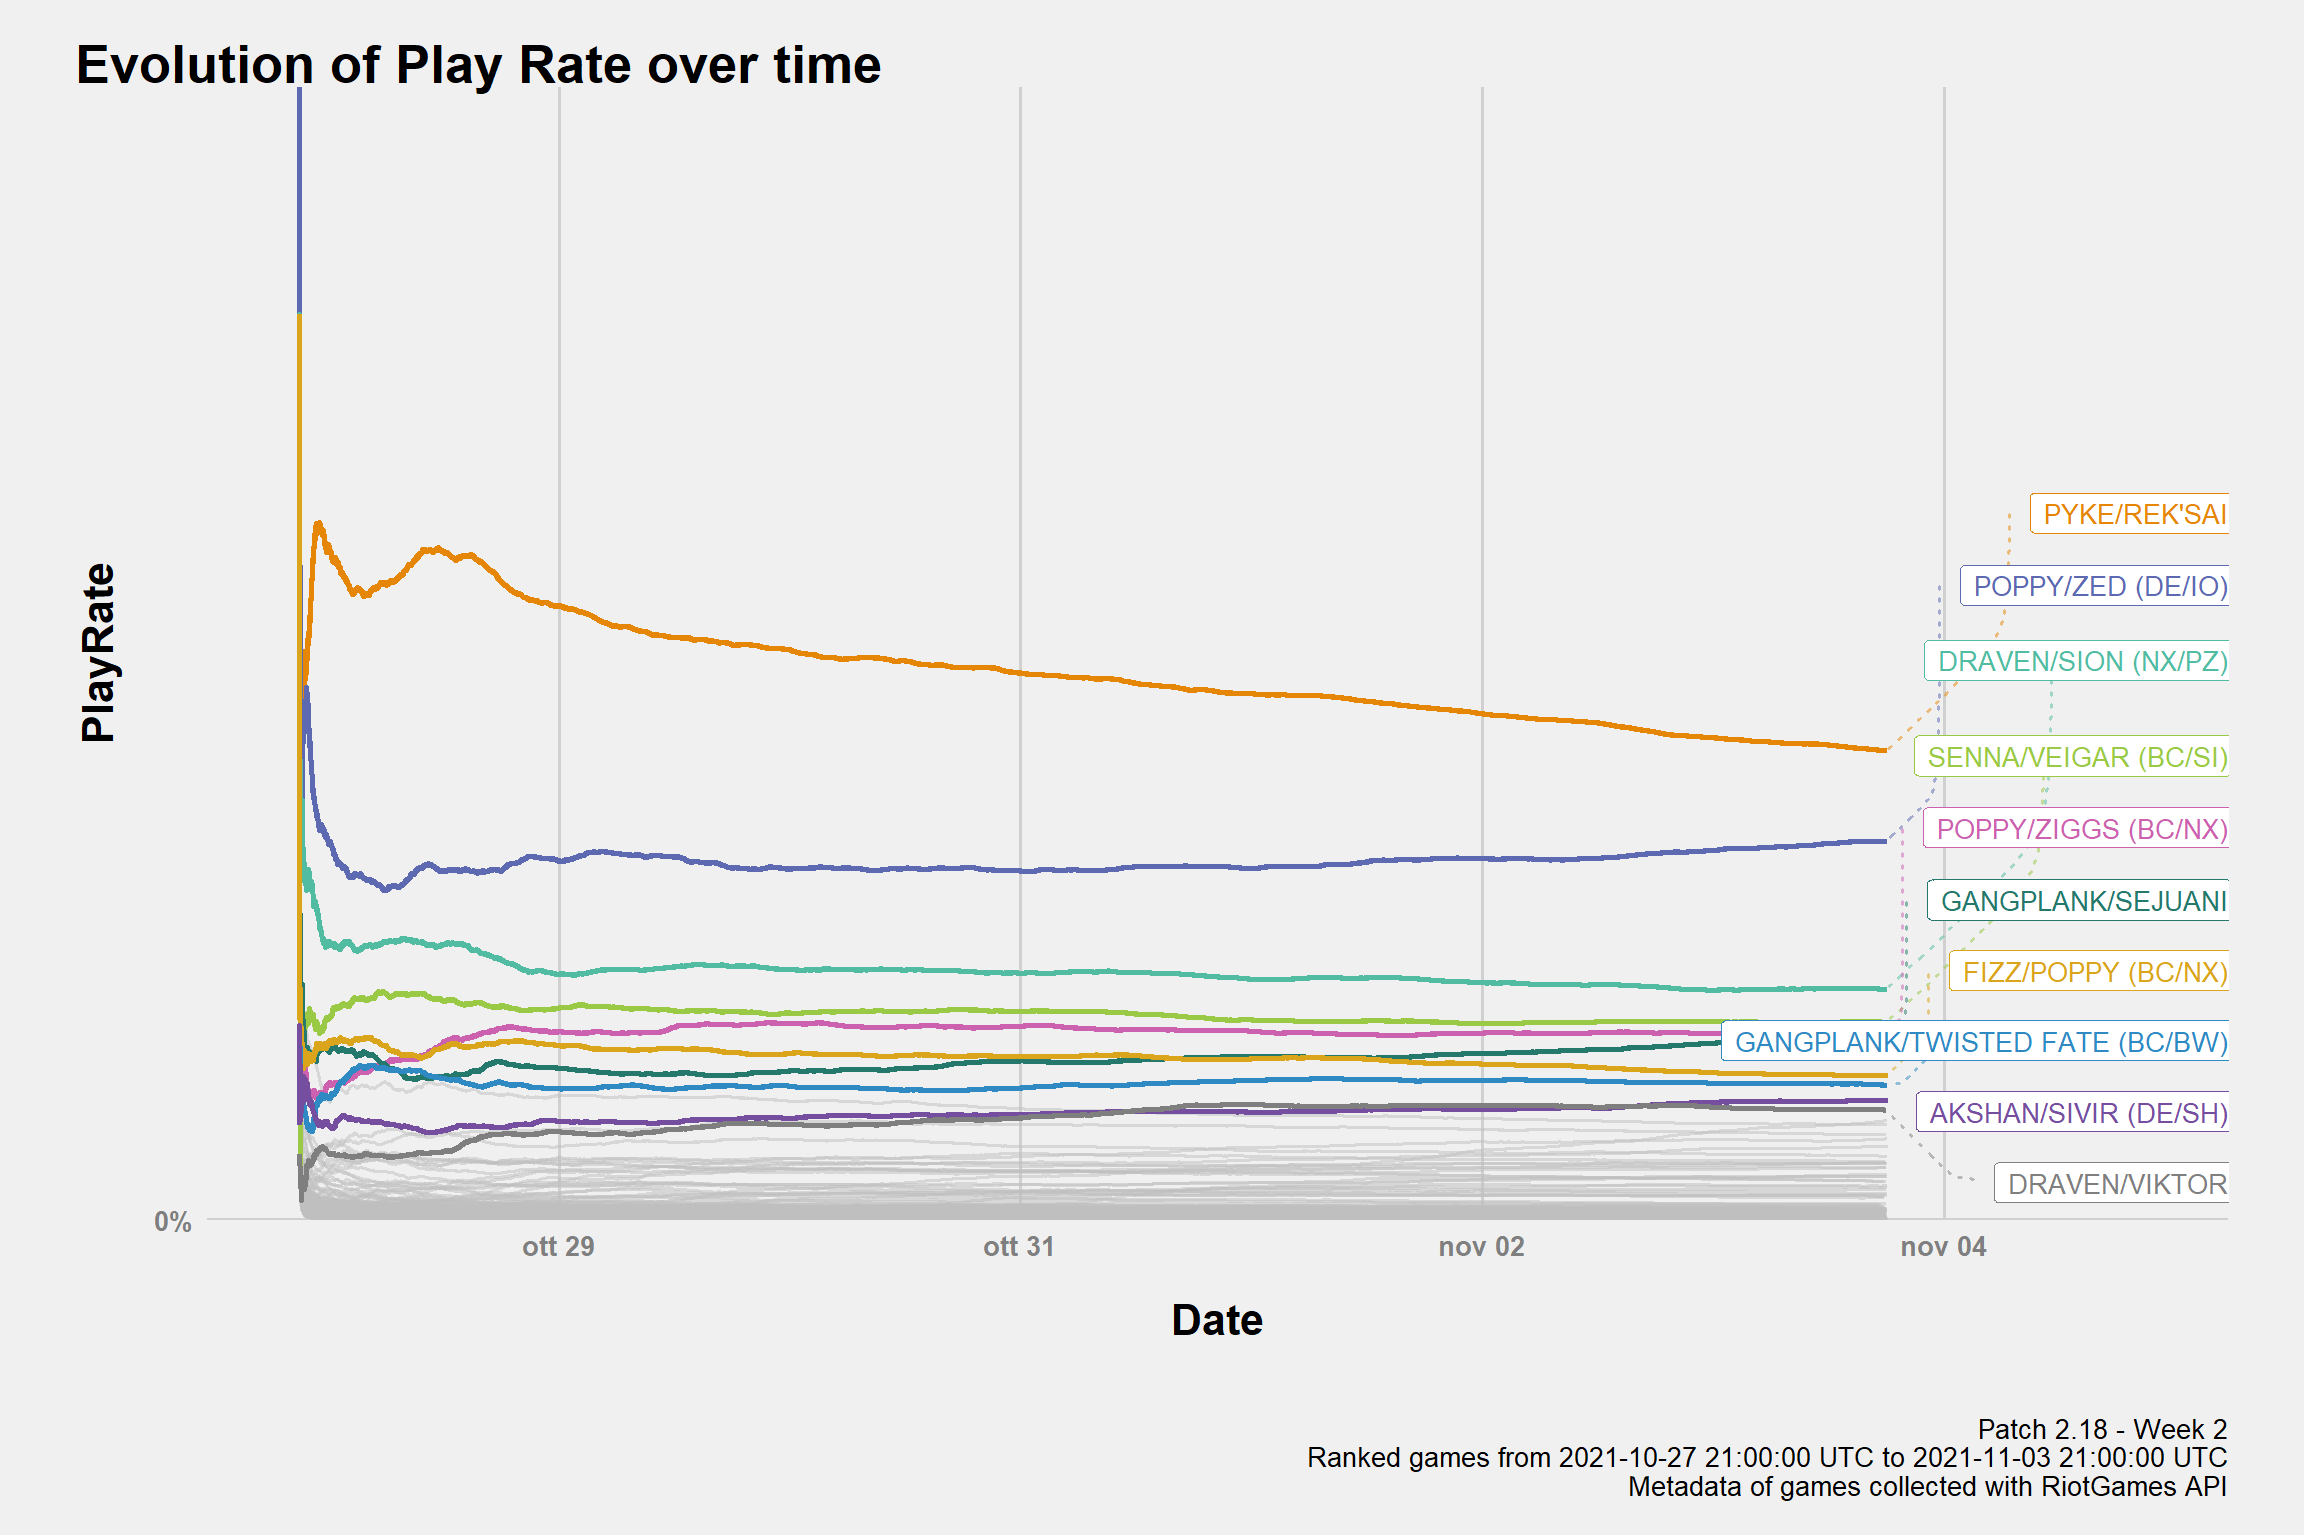 Evolution of Play Rate over time
PlayRate
PYKE/REK'SAI
POPPY/ZED (DE/IO)
DRAVEN/SION (NX/PZ)
SENNA/VEIGAR (BC/SI)
POPPY/ZIGGS (BC/NX)
GANGPLANK/SEJUANI
FIZZ/POPPY (BC/NX)
GANGPLANK/TWISTED FATE (BC/BW)
AKSHAN/SIVIR (DE/SH)
DRAVEN/VIKTOR
0%
ott 29
ott 31
nov 02
nov 04
Date
Patch 2.18 - Week 2
Ranked games from 2021-10-27 21:00:00 UTC to 2021-11-03 21:00:00 UTC
Metadata of games collected with RiotGames API